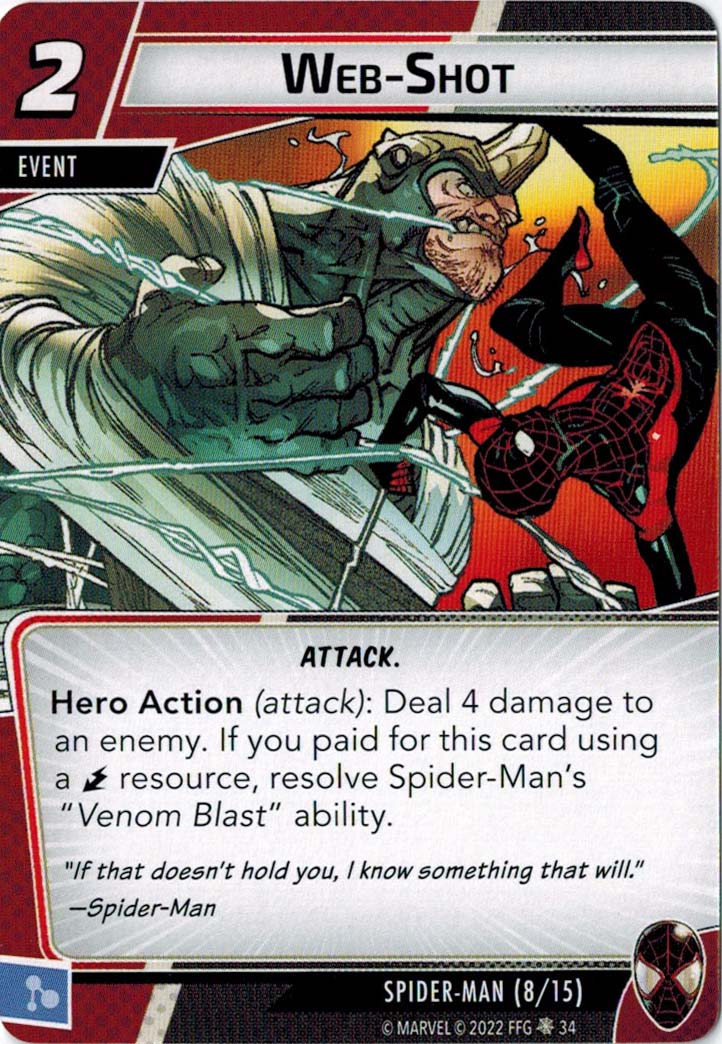 2
WEB-SHOT
EVENT
ATTACK.
Hero Action (attack): Deal 4 damage to
an enemy. If you paid for this card using
a resource, resolve Spider-Man's
"Venom Blast" ability.
"If that doesn't hold you, I know something that will."
—Spider-Man
SPIDER-MAN (8/15)
© MARVEL © 2022 FFG 34